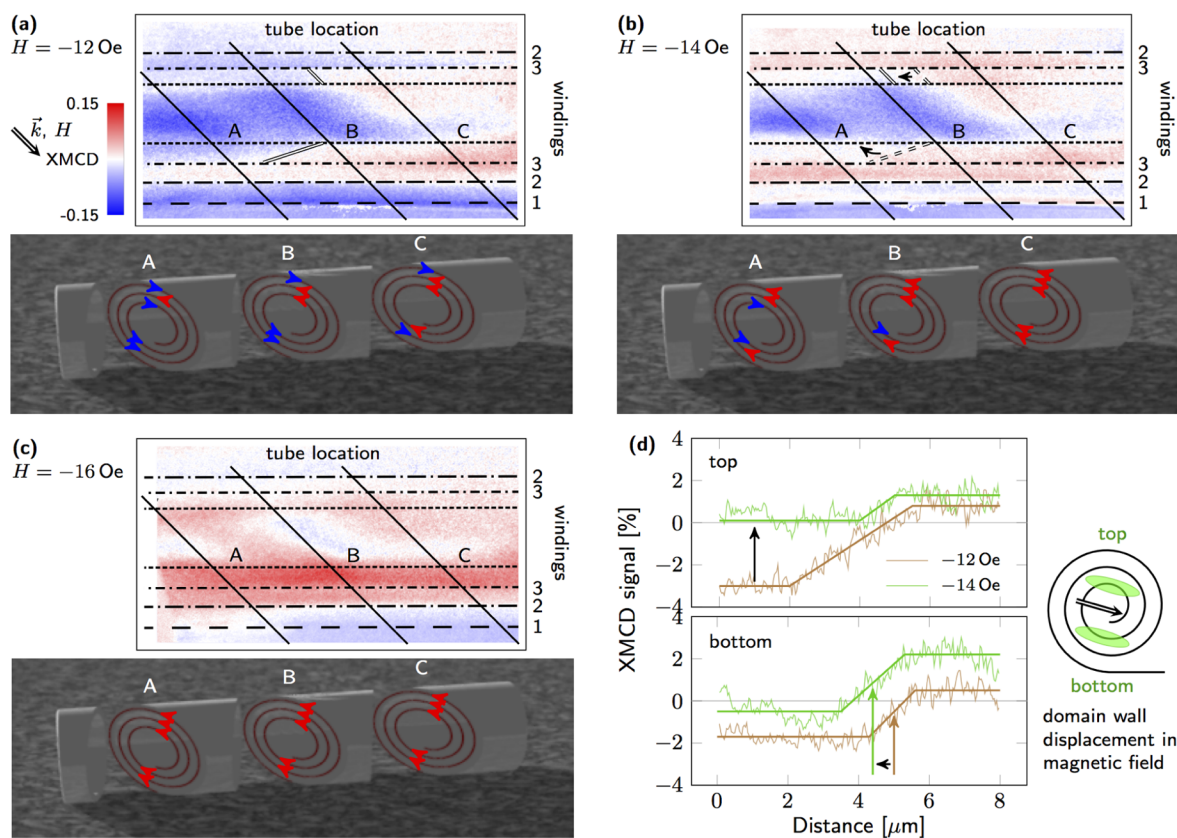 (a)
H = −12 Oe
tube location
2
3
windings
0.15
k⃗, H
XMCD
-0.15
A
B
C
3
2
1
A
B
C
(b)
H = −14 Oe
tube location
2
3
windings
A
B
C
3
2
1
A
B
C
(c)
H = −16 Oe
tube location
2
3
windings
A
B
C
3
2
1
A
B
C
(d)
4
top
2
0
−2
−12 Oe
−14 Oe
−4
XMCD signal [%]
4
bottom
2
0
−2
−4
0
2
4
6
8
Distance [μm]
top
bottom
domain wall
displacement in
magnetic field